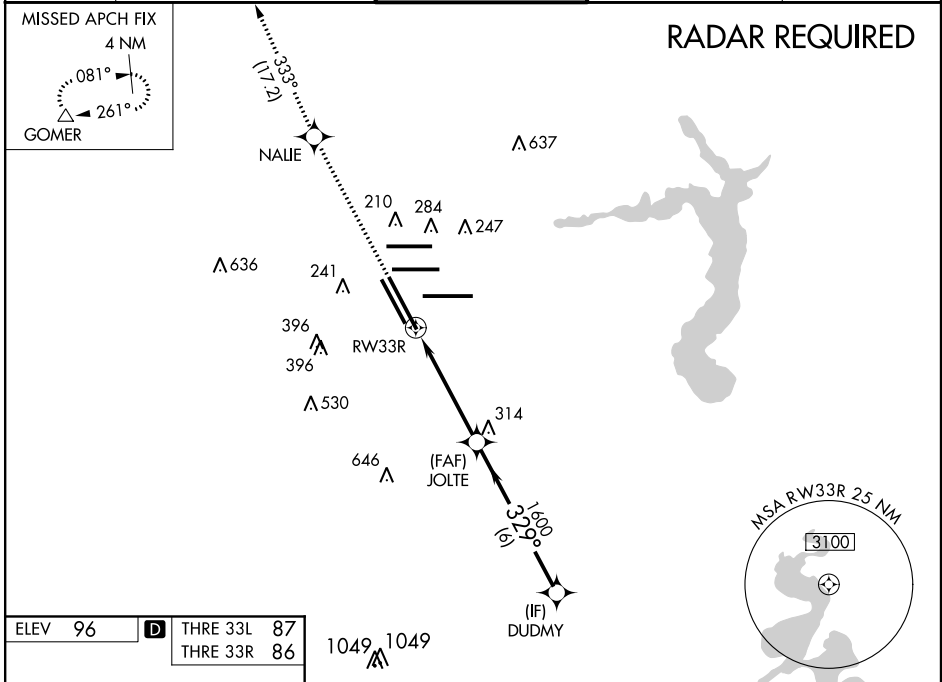 MISSED APCH FIX
4 NM
081°
261°
GOMER
RADAR REQUIRED
333°
(17.2)
NALIE
637
210
284
247
636
241
396
396
RW33R
530
314
646
(FAF)
JOLTE
1600
329°
(6)
(IF)
DUDMY
MSA RW33R 25 NM
3100
ELEV 96 D THRE 33L 87
THRE 33R 86
1049 1049